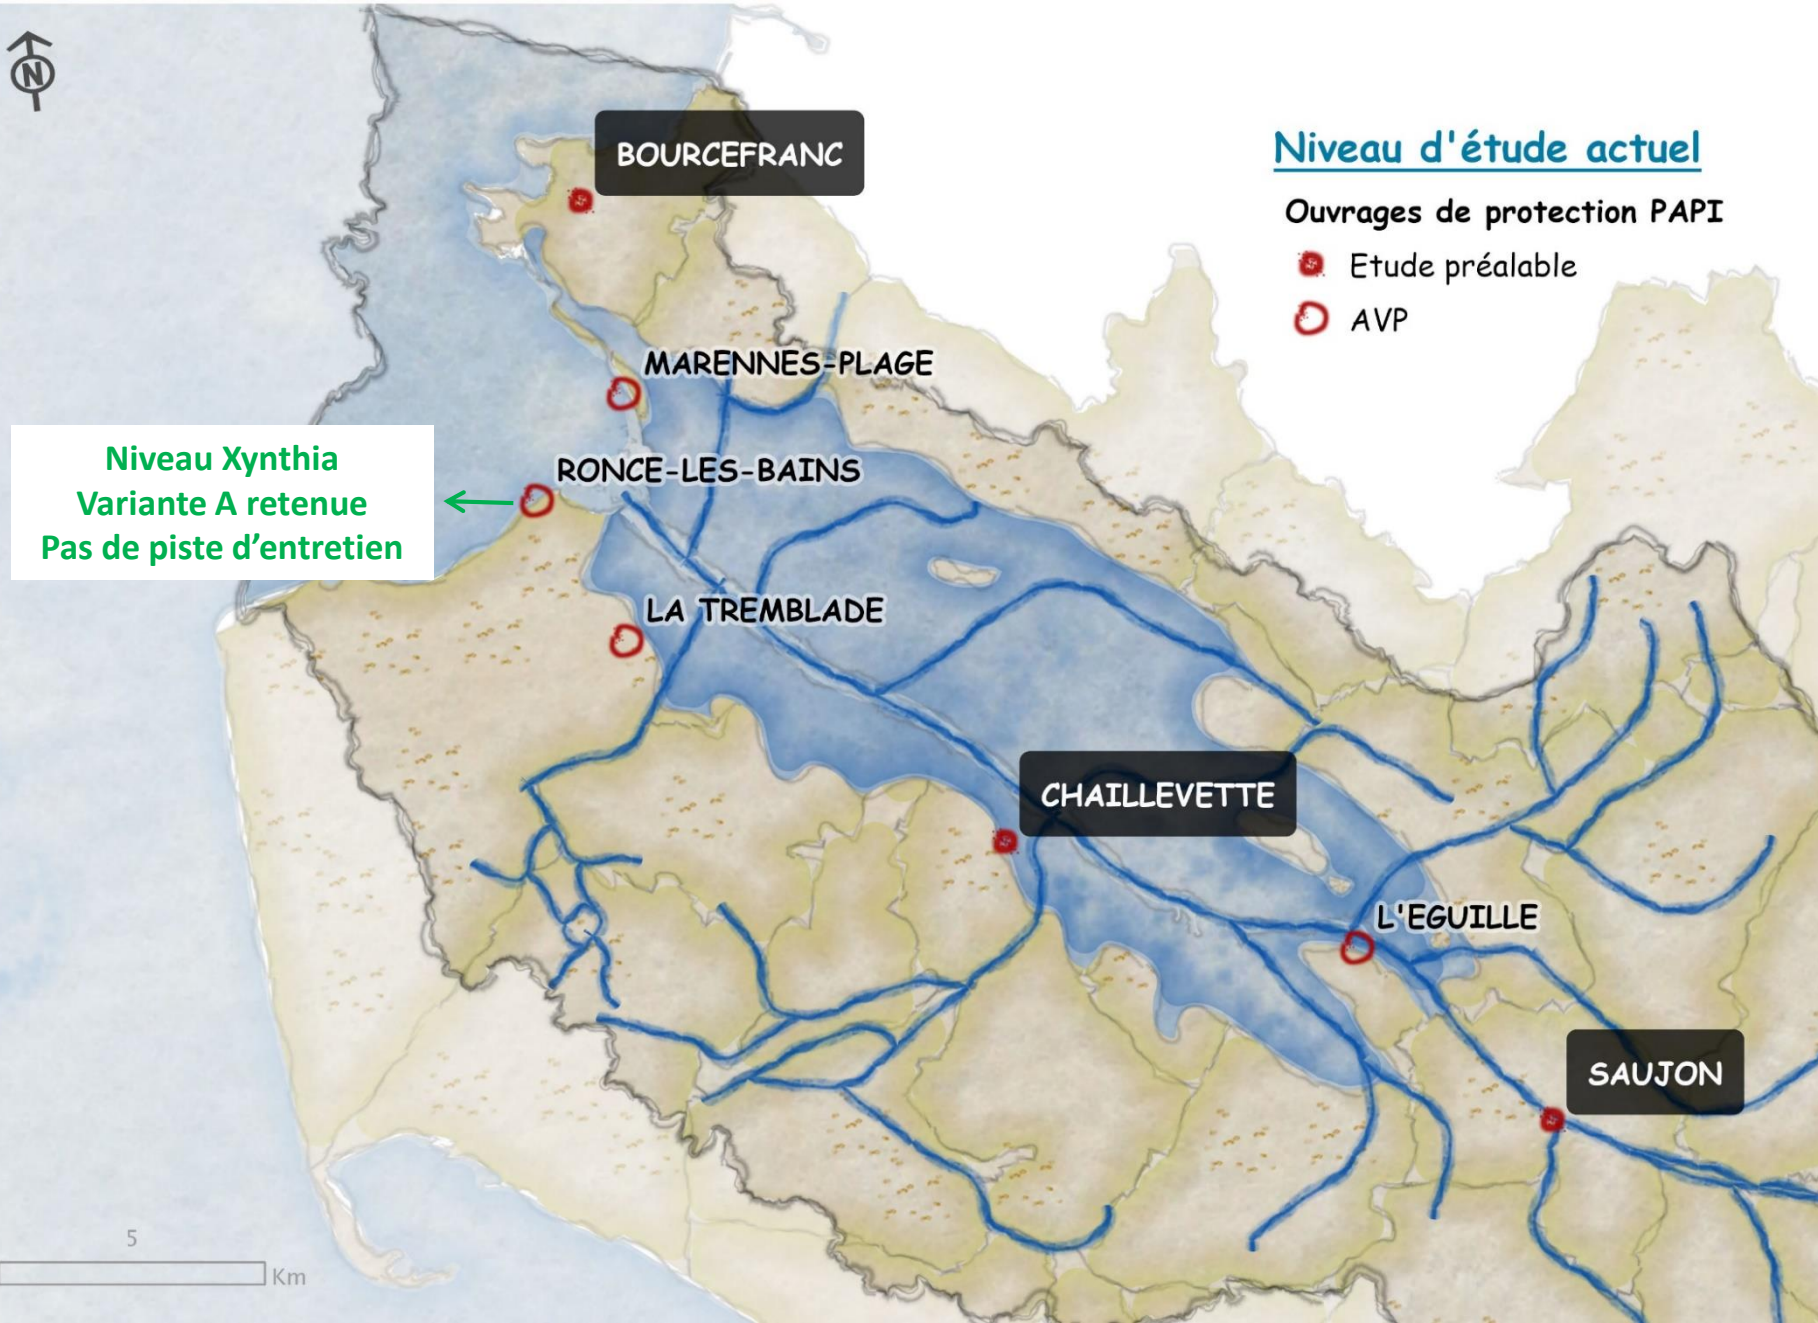 N
BOURCEFRANC
Niveau d'étude actuel
Ouvrages de protection PAPI
Etude préalable
AVP
MARENNES-PLAGE
Niveau Xynthia
Variante A retenue
Pas de piste d’entretien
RONCE-LES-BAINS
LA TREMBLADE
CHAILLEVETTE
L'EGUILLE
SAUJON
5
Km